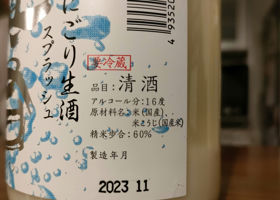 にごり生酒
スプラッシュ
要冷蔵
品目：清酒
アルコール分：16度
原材料名：米(国産)、
米こうじ(国産米)
精米歩合：60%
製造年月
2023 11
4 9352